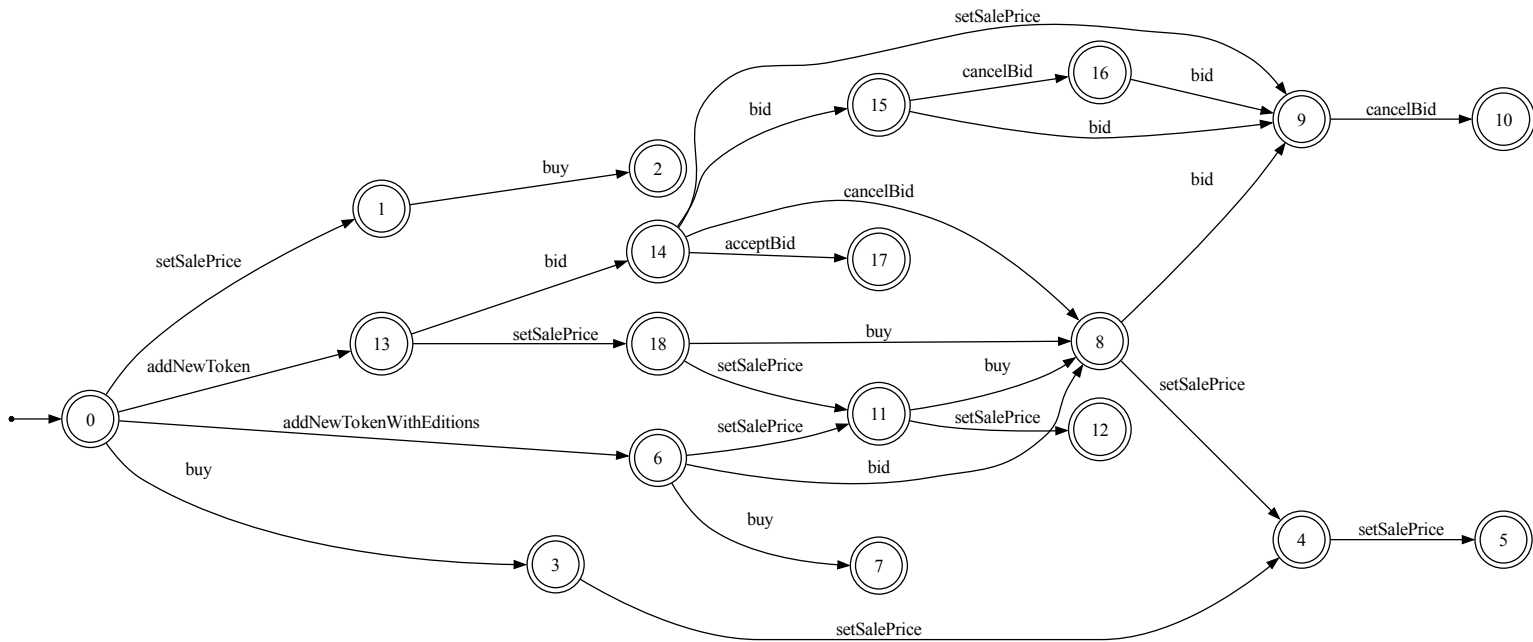 setSalePrice
cancelBid
16
bid
bid
15
bid
9
cancelBid
10
buy
2
1
cancelBid
setSalePrice
bid
14
acceptBid
17
bid
addNewToken
13
setSalePrice
18
buy
8
setSalePrice
buy
setSalePrice
0
addNewTokenWithEditions
setSalePrice
11
setSalePrice
12
buy
6
bid
buy
3
7
4
setSalePrice
5
setSalePrice